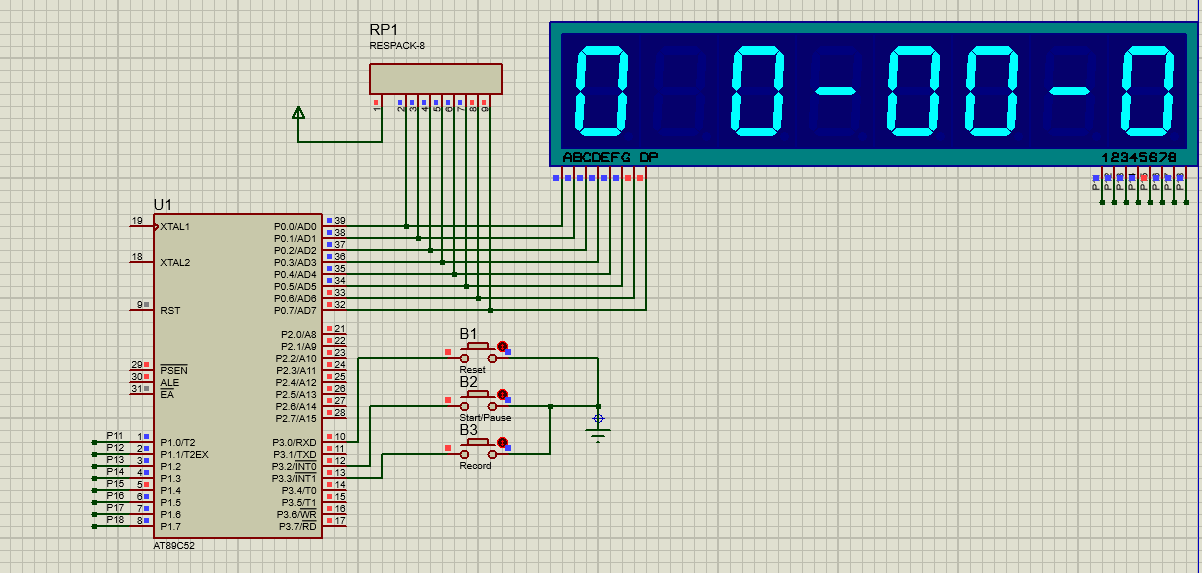 RP1
RESPACK-8
1 2 3 4 5 6 7 8 9
0 0-00-0
ABCDEFG DP
12345678
U1
19 XTAL1
18 XTAL2
9 RST
29 PSEN
30 ALE
31 EA
P11 1 P1.0/T2
P12 2 P1.1/T2EX
P13 3 P1.2
P14 4 P1.3
P15 5 P1.4
P16 6 P1.5
P17 7 P1.6
P18 8 P1.7
P0.0/AD0 39
P0.1/AD1 38
P0.2/AD2 37
P0.3/AD3 36
P0.4/AD4 35
P0.5/AD5 34
P0.6/AD6 33
P0.7/AD7 32
P2.0/A8 21
P2.1/A9 22
P2.2/A10 23
P2.3/A11 24
P2.4/A12 25
P2.5/A13 26
P2.6/A14 27
P2.7/A15 28
P3.0/RXD 10
P3.1/TXD 11
P3.2/INT0 12
P3.3/INT1 13
P3.4/T0 14
P3.5/T1 15
P3.6/WR 16
P3.7/RD 17
AT89C52
B1
Reset
B2
Start/Pause
B3
Record